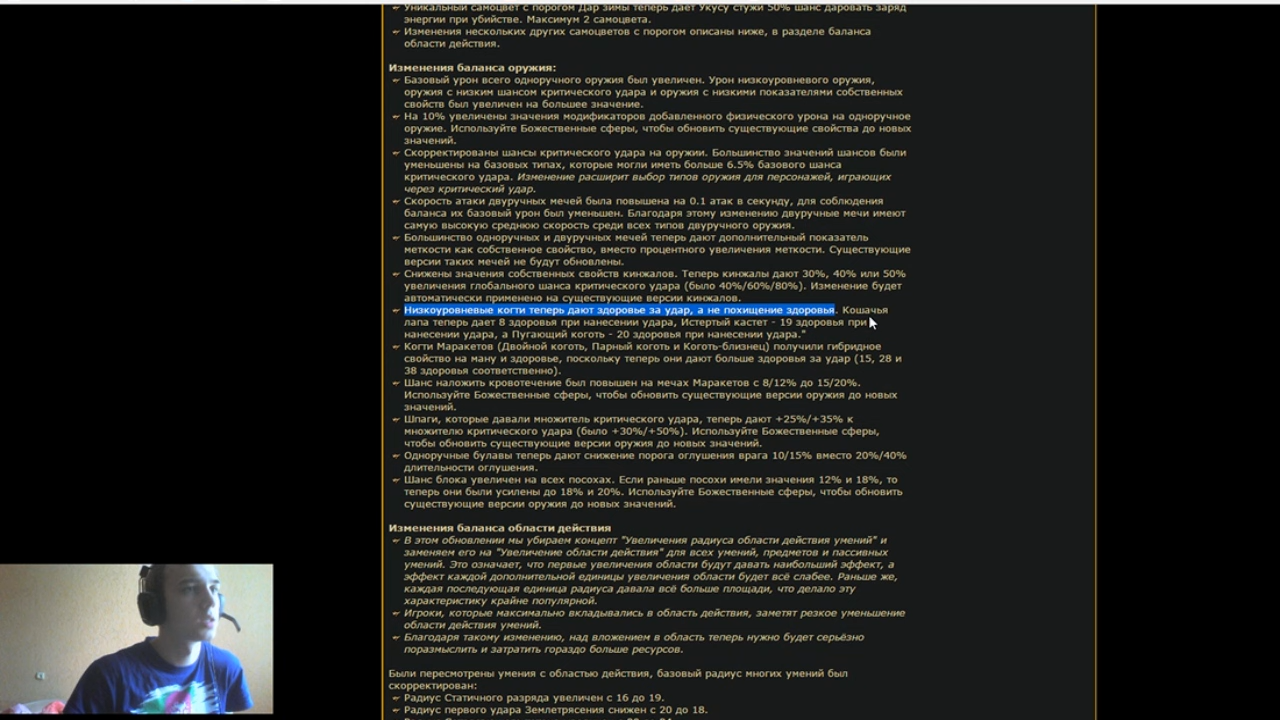 Уникальный самоцвет с порогом Дар зимы теперь дает Укусу стужи 50% шанс даровать заряд
энергии при убийстве. Максимум 2 самоцвета.
Изменения нескольких других самоцветов с порогом описаны ниже, в разделе баланса
области действия.
Изменения баланса оружия:
Базовый урон всего одноручного оружия был увеличен. Урон низкоуровневого оружия,
оружия с низким шансом критического удара и оружия с низкими показателями собственных
свойств был увеличен на большее значение.
На 10% увеличены значения модификаторов добавленного физического урона на одноручное
оружие. Используйте Божественные сферы, чтобы обновить существующие свойства до новых
значений.
Скорректированы шансы критического удара на оружии. Большинство значений шансов были
уменьшены на базовых типах, которые могли иметь больше 6.5% базового шанса
критического удара. Изменение расширит выбор типов оружия для персонажей, играющих
через критический удар.
Скорость атаки двуручных мечей была повышена на 0.1 атак в секунду, для соблюдения
баланса их базовый урон был уменьшен. Благодаря этому изменению двуручные мечи имеют
самую высокую среднюю скорость среди всех типов двуручного оружия.
Большинство одноручных и двуручных мечей теперь дают дополнительный показатель
меткости как собственное свойство, вместо процентного увеличения меткости. Существующие
версии таких мечей не будут обновлены.
Снижены значения собственных свойств кинжалов. Теперь кинжалы дают 30%, 40% или 50%
увеличения глобального шанса критического удара (было 40%/60%/80%). Изменение будет
автоматически применено на существующие версии кинжалов.
Низкоуровневые когти теперь дают здоровье за удар, а не похищение здоровья. Кошачья
лапа теперь дает 8 здоровья при нанесении удара, Истертый кастет - 19 здоровья при
нанесении удара, а Пугающий коготь - 20 здоровья при нанесении удара."
Когти Маракетов (Двойной коготь, Парный коготь и Коготь-близнец) получили гибридное
свойство на ману и здоровье, поскольку теперь они дают больше здоровья за удар (15, 28 и
38 здоровья соответственно).
Шанс наложить кровотечение был повышен на мечах Маракетов с 8/12% до 15/20%.
Используйте Божественные сферы, чтобы обновить существующие версии оружия до новых
значений.
Шпаги, которые давали множитель критического удара, теперь дают +25%/+35% к
множителю критического удара (было +30%/+50%). Используйте Божественные сферы,
чтобы обновить существующие версии оружия до новых значений.
Одноручные булавы теперь дают снижение порога оглушения врага 10/15% вместо 20%/40%
длительности оглушения.
Шанс блока увеличен на всех посохах. Если раньше посохи имели значения 12% и 18%, то
теперь они были усилены до 18% и 20%. Используйте Божественные сферы, чтобы обновить
существующие версии оружия до новых значений.
Изменения баланса области действия
В этом обновлении мы убираем концепт "Увеличения радиуса области действия умений" и
заменяем его на "Увеличение области действия" для всех умений, предметов и пассивных
умений. Это означает, что первые увеличения области будут давать наибольший эффект, а
эффект каждой дополнительной единицы увеличения области будет всё слабее. Раньше же,
каждая последующая единица радиуса давала всё больше площади, что делало эту
характеристику крайне популярной.
Игроки, которые максимально вкладывались в область действия, заметят резкое уменьшение
области действия умений.
Благодаря такому изменению, над вложением в область теперь нужно будет серьёзно
поразмыслить и затратить гораздо больше ресурсов.
Были пересмотрены умения с областью действия, базовый радиус многих умений был
скорректирован:
Радиус Статичного разряда увеличен с 16 до 19.
Радиус первого удара Землетрясения снижен с 20 до 18.